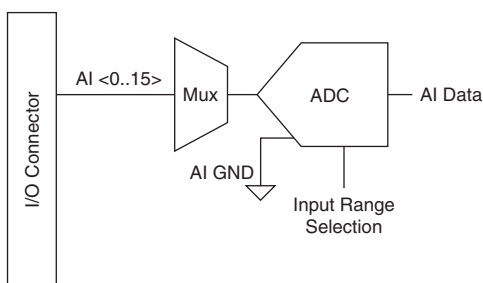 I/O Connector
AI <0..15>
Mux
ADC
AI Data
AI GND
Input Range
Selection